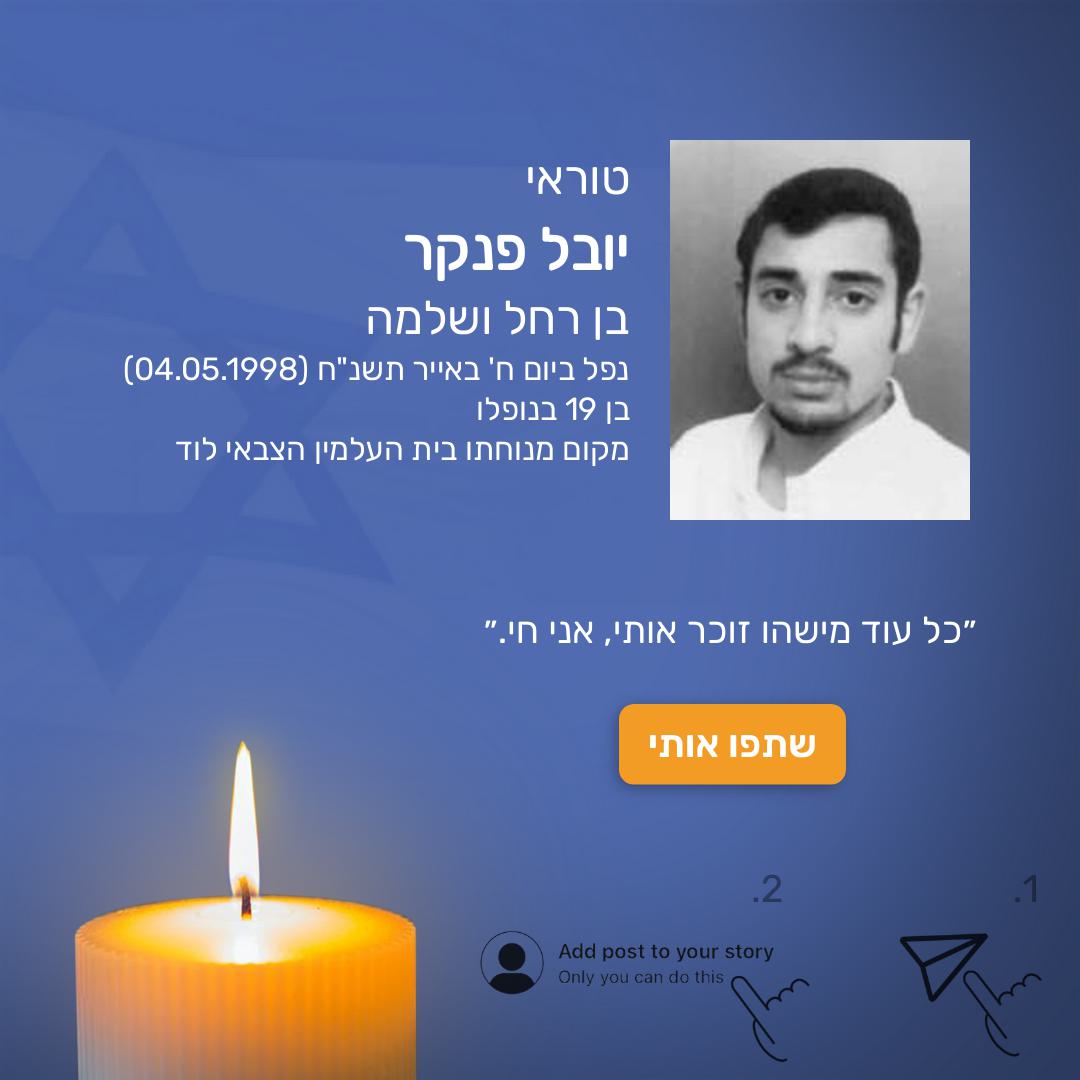 טוראי
יובל פנקר
בן רחל ושלמה
נפל ביום ח' באייר תשנ"ח (04.05.1998)
בן 19 בנופלו
מקום מנוחתו בית העלמין הצבאי לוד
״כל עוד מישהו זוכר אותי, אני חי.״
שתפו אותי
.1
.2
Add post to your story
Only you can do this